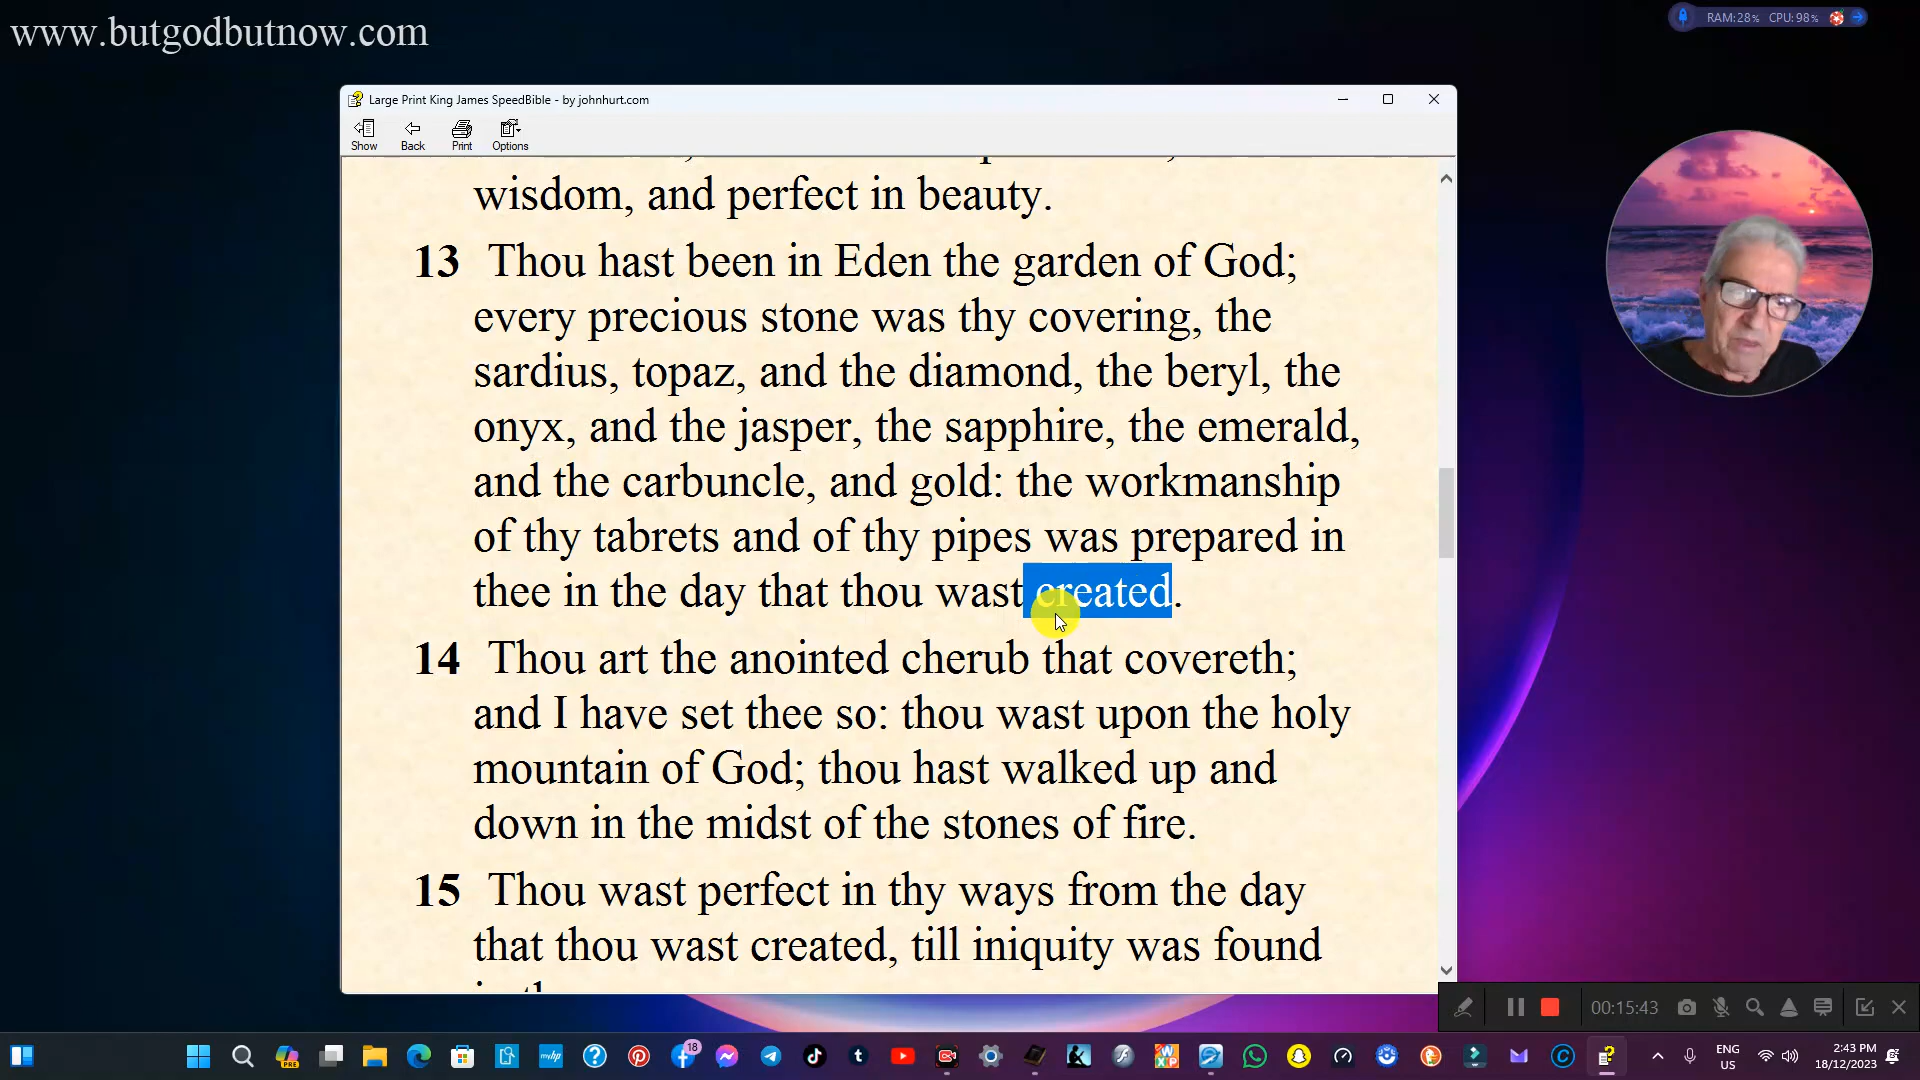 www.butgodbutnow.com
RAM:28% CPU:98%
Large Print King James SpeedBible - by johnhurt.com
Show Back Print Options
wisdom, and perfect in beauty.
13 Thou hast been in Eden the garden of God;
every precious stone was thy covering, the
sardius, topaz, and the diamond, the beryl, the
onyx, and the jasper, the sapphire, the emerald,
and the carbuncle, and gold: the workmanship
of thy tabrets and of thy pipes was prepared in
thee in the day that thou wast created.
14 Thou art the anointed cherub that covereth;
and I have set thee so: thou wast upon the holy
mountain of God; thou hast walked up and
down in the midst of the stones of fire.
15 Thou wast perfect in thy ways from the day
that thou wast created, till iniquity was found
00:15:43
18
ENG
US
2:43 PM
18/12/2023